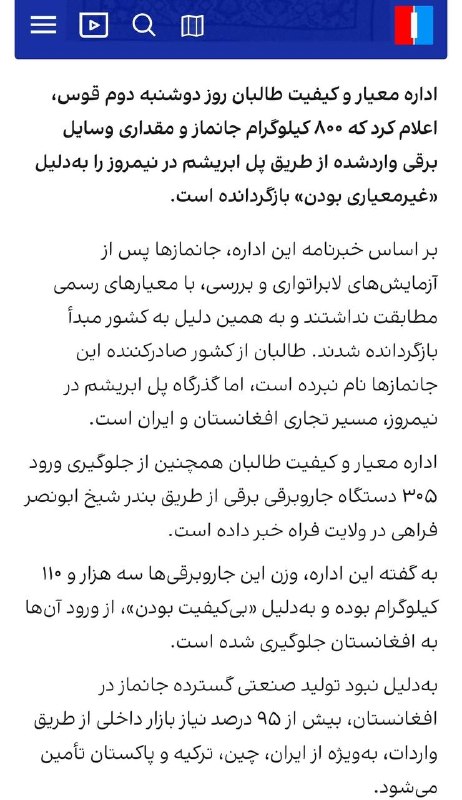 اداره معیار و کیفیت طالبان روز دوشنبه دوم قوس،
اعلام کرد که ۸۰۰ کیلوگرام جانماز و مقداری وسایل
برقی واردشده از طریق پل ابریشم در نیمروز را به‌دلیل
«غیرمعیاری بودن» بازگردانده است.
بر اساس خبرنامه این اداره، جانمازها پس از
آزمایش‌های لابراتواری و بررسی، با معیارهای رسمی
مطابقت نداشتند و به همین دلیل به کشور مبدأ
بازگردانده شدند. طالبان از کشور صادرکننده این
جانمازها نام نبرده است، اما گذرگاه پل ابریشم در
نیمروز، مسیر تجاری افغانستان و ایران است.
اداره معیار و کیفیت طالبان همچنین از جلوگیری ورود
۳۰۵ دستگاه جاروبرقی برقی از طریق بندر شیخ ابونصر
فراهی در ولایت فراه خبر داده است.
به گفته این اداره، وزن این جاروبرقی‌ها سه هزار و ۱۱۰
کیلوگرام بوده و به‌دلیل «بی‌کیفیت بودن»، از ورود آن‌ها
به افغانستان جلوگیری شده است.
به‌دلیل نبود تولید صنعتی گسترده جانماز در
افغانستان، بیش از ۹۵ درصد نیاز بازار داخلی از طریق
واردات، به‌ویژه از ایران، چین، ترکیه و پاکستان تأمین
می‌شود.